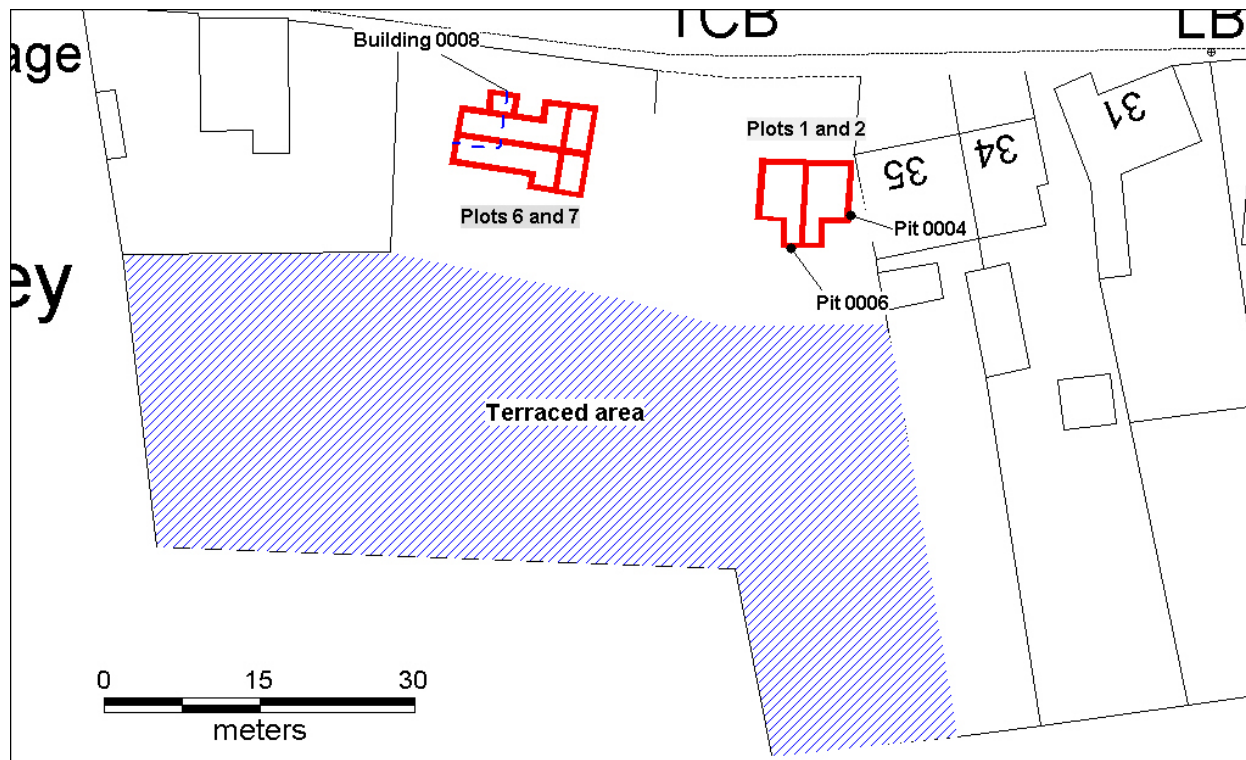 TCB
LB
age
Building 0008
31
Plots 1 and 2
34
35
Plots 6 and 7
Pit 0004
ey
Pit 0006
Terraced area
0 15 30
meters